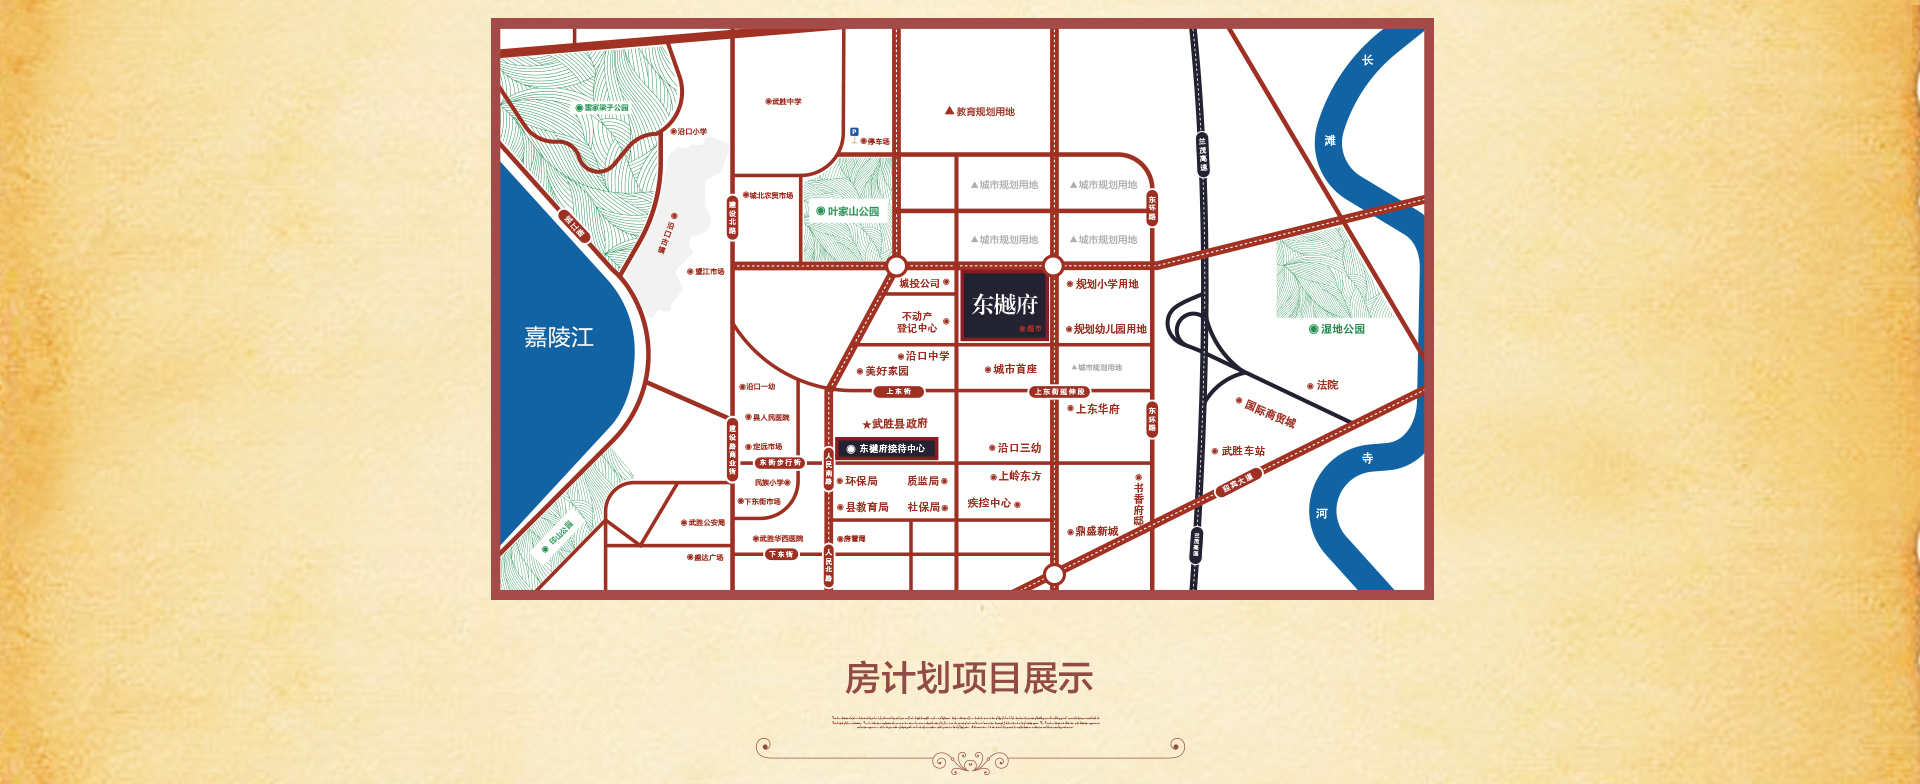 长
雷家梁子公园
武胜中学
教育规划用地
沿口小学
P
停车场
滩
兰茂高速
城市规划用地
城市规划用地
城北农贸市场
建设北路
叶家山公园
东环路
沿口古镇
城市规划用地
城市规划用地
望江市场
城投公司
东樾府
规划小学用地
不动产
登记中心
超市
规划幼儿园用地
湿地公园
嘉陵江
沿口中学
美好家园
城市首座
城市规划用地
沿口一幼
上东街
上东街延伸段
法院
国际商贸城
上东华府
东环路
县人民医院
武胜县政府
建设路商业街
定远市场
东樾府接待中心
沿口三幼
武胜车站
寺
东街步行街
人民南路
民族小学
环保局
质监局
上岭东方
迎宾大道
书香府邸
下东街市场
县教育局
社保局
疾控中心
河
武胜公安局
印山公园
武胜华西医院
房管局
鼎盛新城
兰茂高速
盛达广场
下东街
人民北路
房计划项目展示